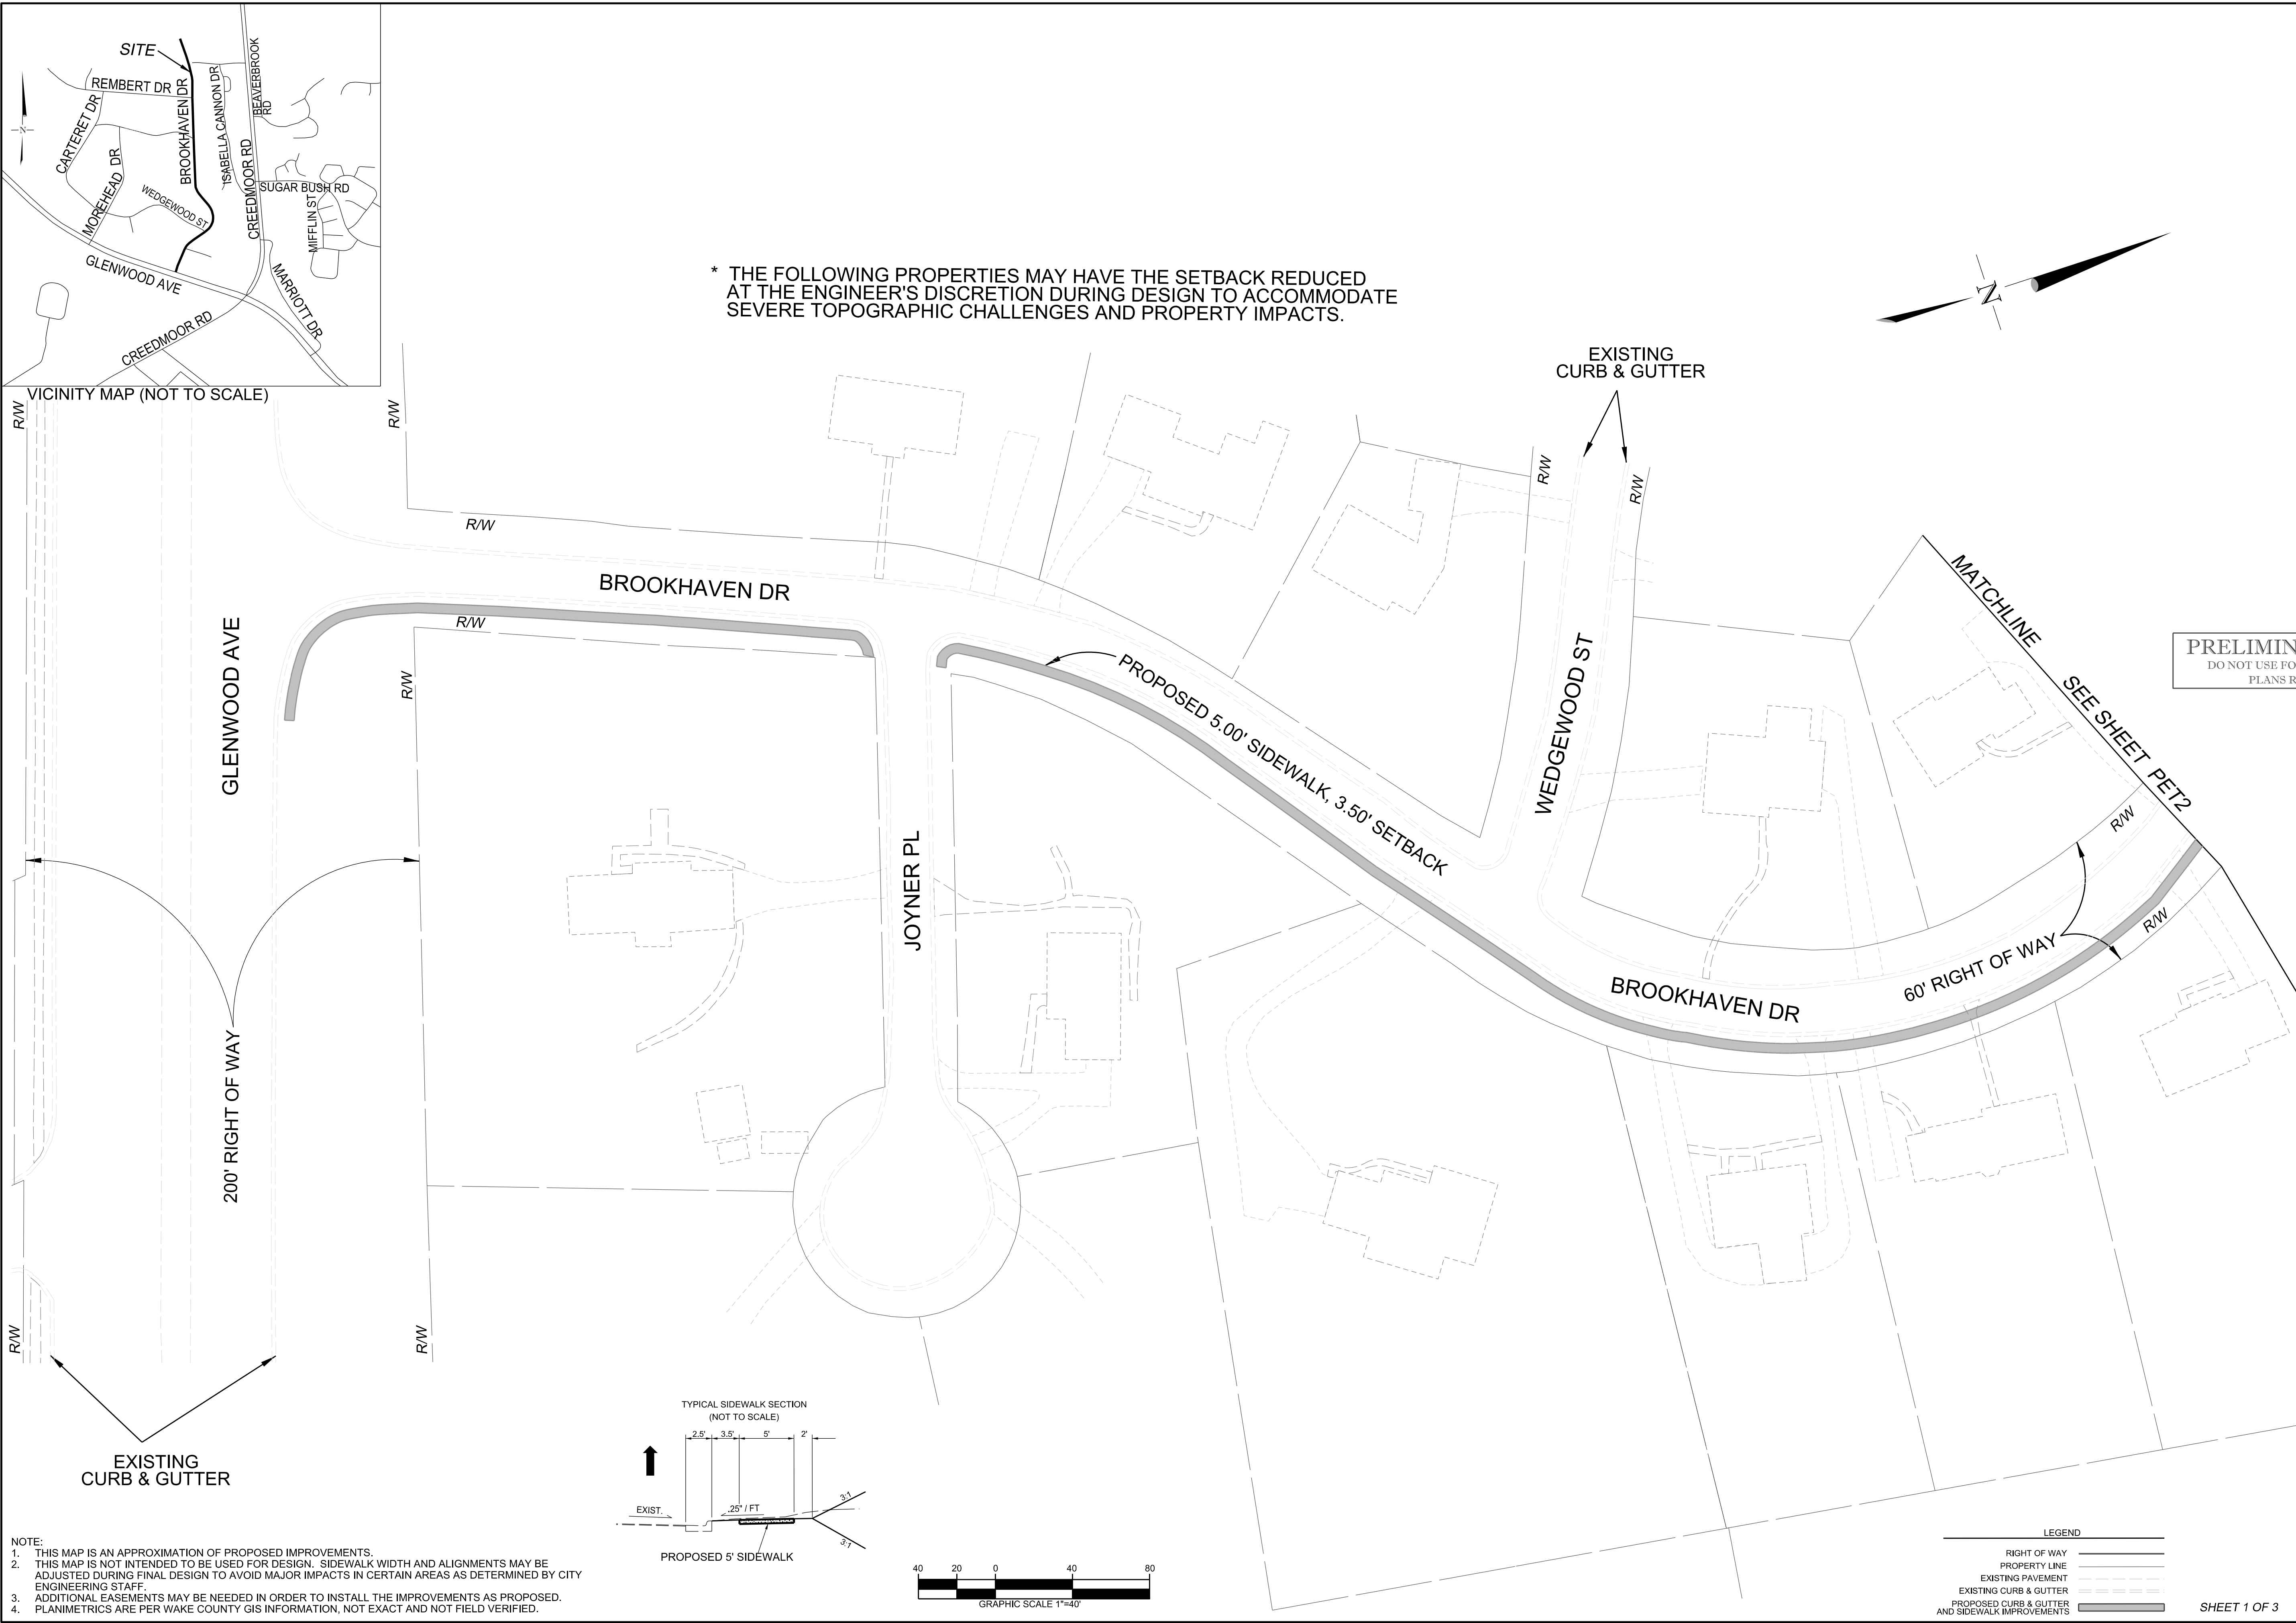 SITE
REMBERT DR
CARTERET DR
MOREHEAD DR
BROOKHAVEN DR
WEDGEWOOD ST
ISABELLA CANNON DR
BEAVERBROOK
RD
CREEDMOOR RD
SUGAR BUSH RD
MIFFLIN ST
MARRIOTT DR
GLENWOOD AVE
CREEDMOOR RD
N
VICINITY MAP (NOT TO SCALE)
* THE FOLLOWING PROPERTIES MAY HAVE THE SETBACK REDUCED
AT THE ENGINEER'S DISCRETION DURING DESIGN TO ACCOMMODATE
SEVERE TOPOGRAPHIC CHALLENGES AND PROPERTY IMPACTS.
N
EXISTING
CURB & GUTTER
R/W
R/W
R/W
R/W
R/W
BROOKHAVEN DR
R/W
R/W
GLENWOOD AVE
PROPOSED 5.00' SIDEWALK, 3.50' SETBACK
WEDGEWOOD ST
MATCHLINE SEE SHEET PET2
PRELIMIN
DO NOT USE FO
PLANS R
R/W
R/W
JOYNER PL
BROOKHAVEN DR
60' RIGHT OF WAY
200' RIGHT OF WAY
R/W
R/W
EXISTING
CURB & GUTTER
TYPICAL SIDEWALK SECTION
(NOT TO SCALE)
2.5' 3.5' 5' 2'
EXIST.
.25" / FT
3:1
3:1
PROPOSED 5' SIDEWALK
NOTE:
1. THIS MAP IS AN APPROXIMATION OF PROPOSED IMPROVEMENTS.
2. THIS MAP IS NOT INTENDED TO BE USED FOR DESIGN. SIDEWALK WIDTH AND ALIGNMENTS MAY BE
ADJUSTED DURING FINAL DESIGN TO AVOID MAJOR IMPACTS IN CERTAIN AREAS AS DETERMINED BY CITY
ENGINEERING STAFF.
3. ADDITIONAL EASEMENTS MAY BE NEEDED IN ORDER TO INSTALL THE IMPROVEMENTS AS PROPOSED.
4. PLANIMETRICS ARE PER WAKE COUNTY GIS INFORMATION, NOT EXACT AND NOT FIELD VERIFIED.
40 20 0 40 80
GRAPHIC SCALE 1"=40'
LEGEND
RIGHT OF WAY
PROPERTY LINE
EXISTING PAVEMENT
EXISTING CURB & GUTTER
PROPOSED CURB & GUTTER
AND SIDEWALK IMPROVEMENTS
SHEET 1 OF 3